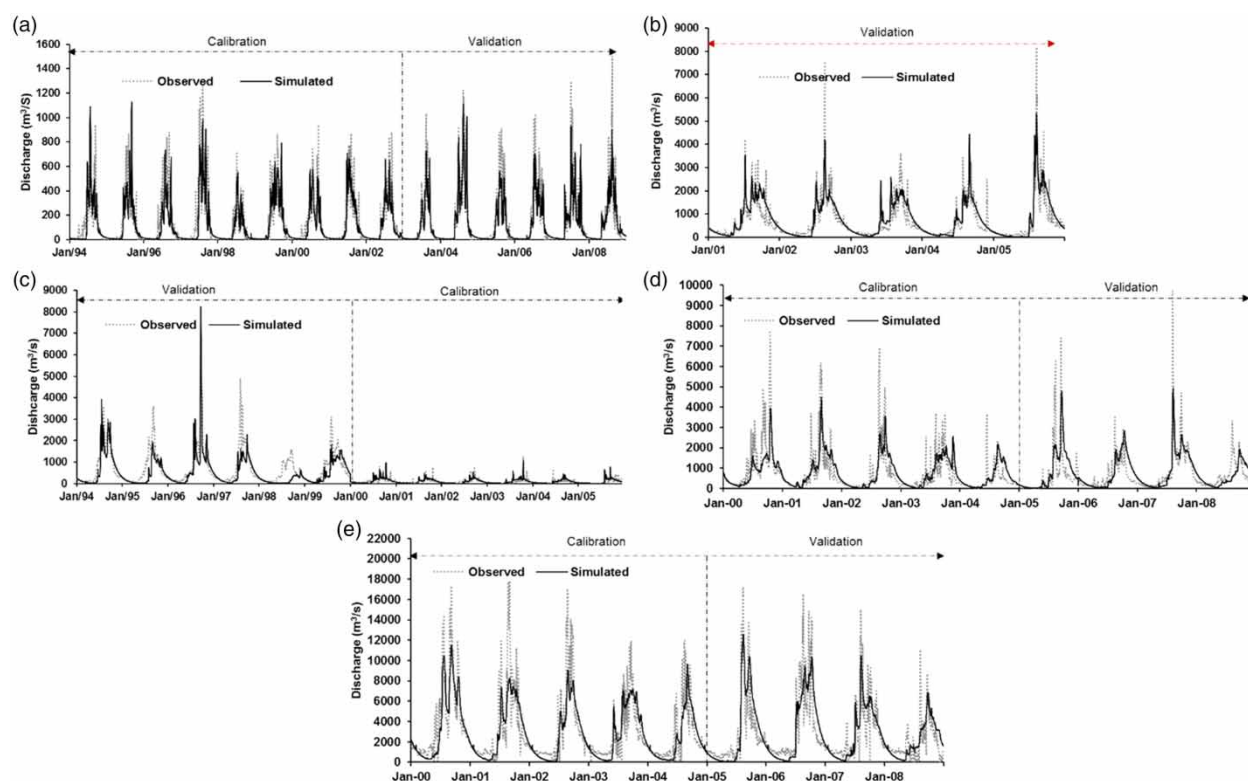 (a)
Calibration
Validation
Observed
Simulated
Discharge (m³/S)
1600
1400
1200
1000
800
600
400
200
0
Jan/94 Jan/96 Jan/98 Jan/00 Jan/02 Jan/04 Jan/06 Jan/08
(b)
Validation
Observed
Simulated
Discharge (m³/s)
9000
8000
7000
6000
5000
4000
3000
2000
1000
0
Jan/01 Jan/02 Jan/03 Jan/04 Jan/05
(c)
Validation
Calibration
Observed
Simulated
Dishcarge (m³/s)
9000
8000
7000
6000
5000
4000
3000
2000
1000
0
Jan/94 Jan/95 Jan/96 Jan/97 Jan/98 Jan/99 Jan/00 Jan/01 Jan/02 Jan/03 Jan/04 Jan/05
(d)
Calibration
Validation
Observed
Simulated
Discharge (m³/s)
10000
9000
8000
7000
6000
5000
4000
3000
2000
1000
0
Jan-00 Jan-01 Jan-02 Jan-03 Jan-04 Jan-05 Jan-06 Jan-07 Jan-08
(e)
Calibration
Validation
Observed
Simulated
Discharge (m³/s)
22000
20000
18000
16000
14000
12000
10000
8000
6000
4000
2000
0
Jan-00 Jan-01 Jan-02 Jan-03 Jan-04 Jan-05 Jan-06 Jan-07 Jan-08